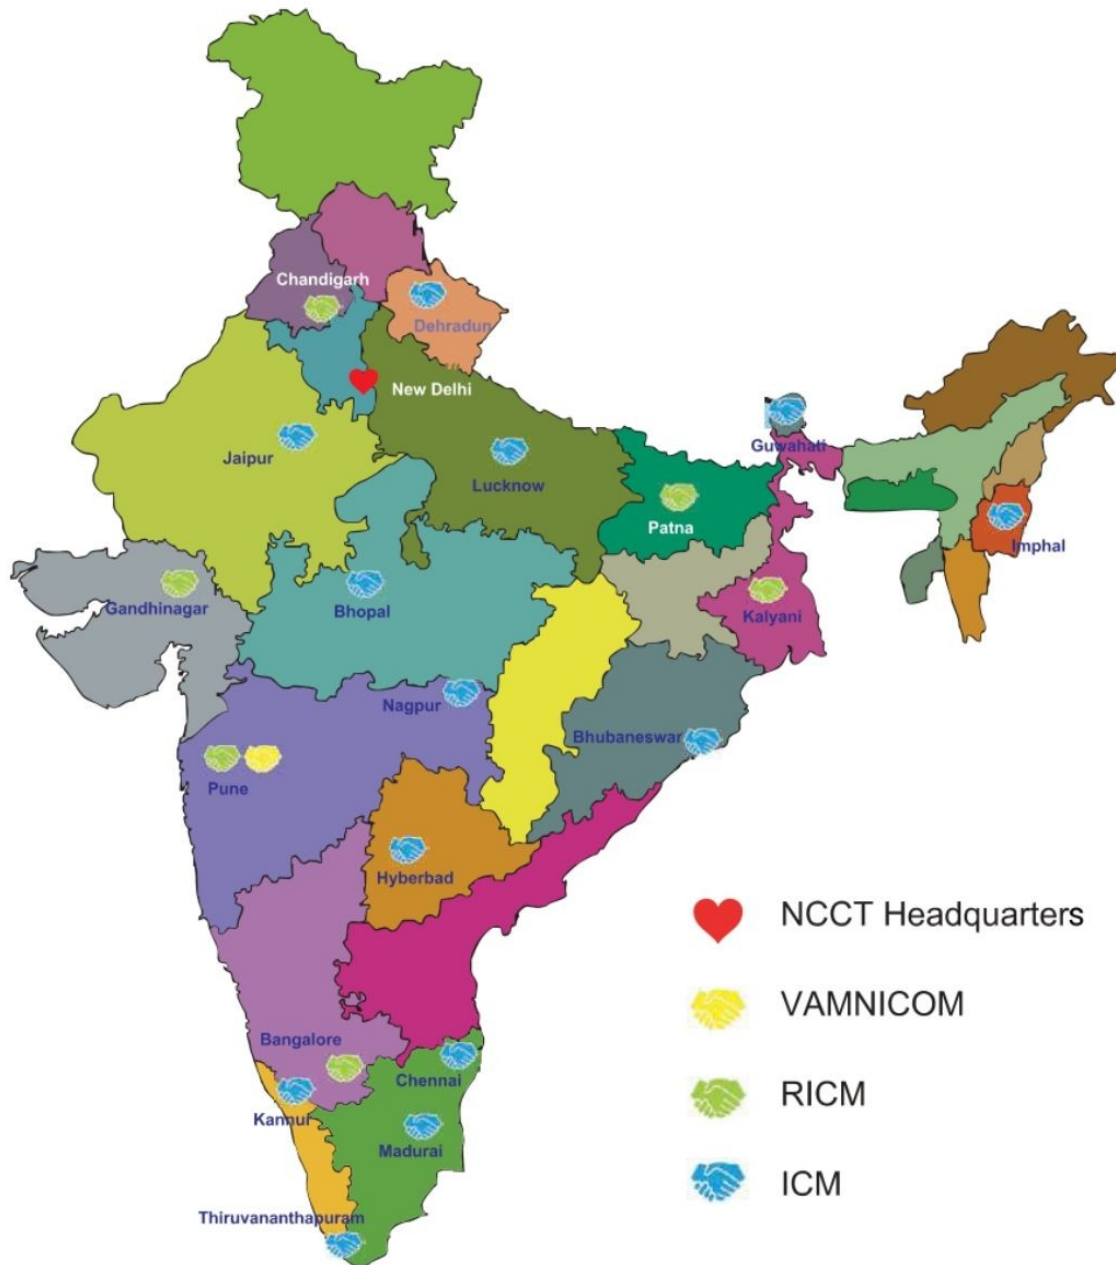 Chandigarh
Dehradun
New Delhi
Guwahati
Jaipur
Lucknow
Patna
Imphal
Gandhinagar
Bhopal
Kalyani
Nagpur
Bhubaneswar
Pune
Hyberbad
NCCT Headquarters
VAMNICOM
Bangalore
Chennai
RICM
Kannul
Madurai
ICM
Thiruvananthapuram